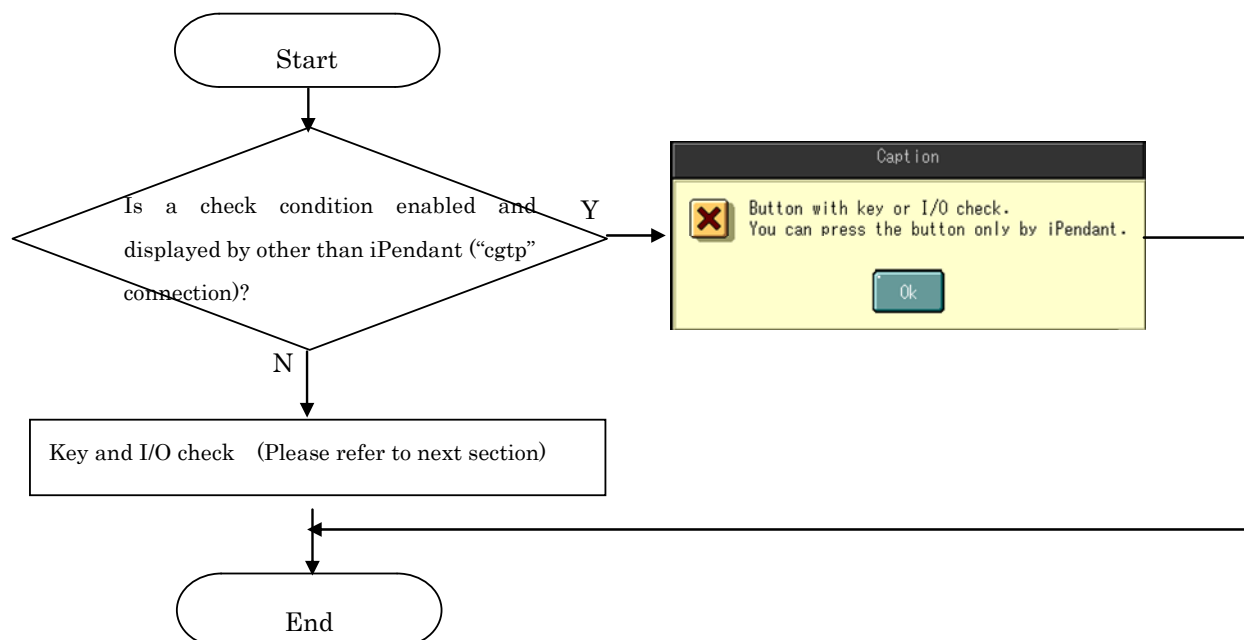 Start
Is a check condition enabled and
displayed by other than iPendant (“cgtp”
connection)?
Y
Caption
Button with key or I/O check.
You can press the button only by iPendant.
Ok
N
Key and I/O check (Please refer to next section)
End